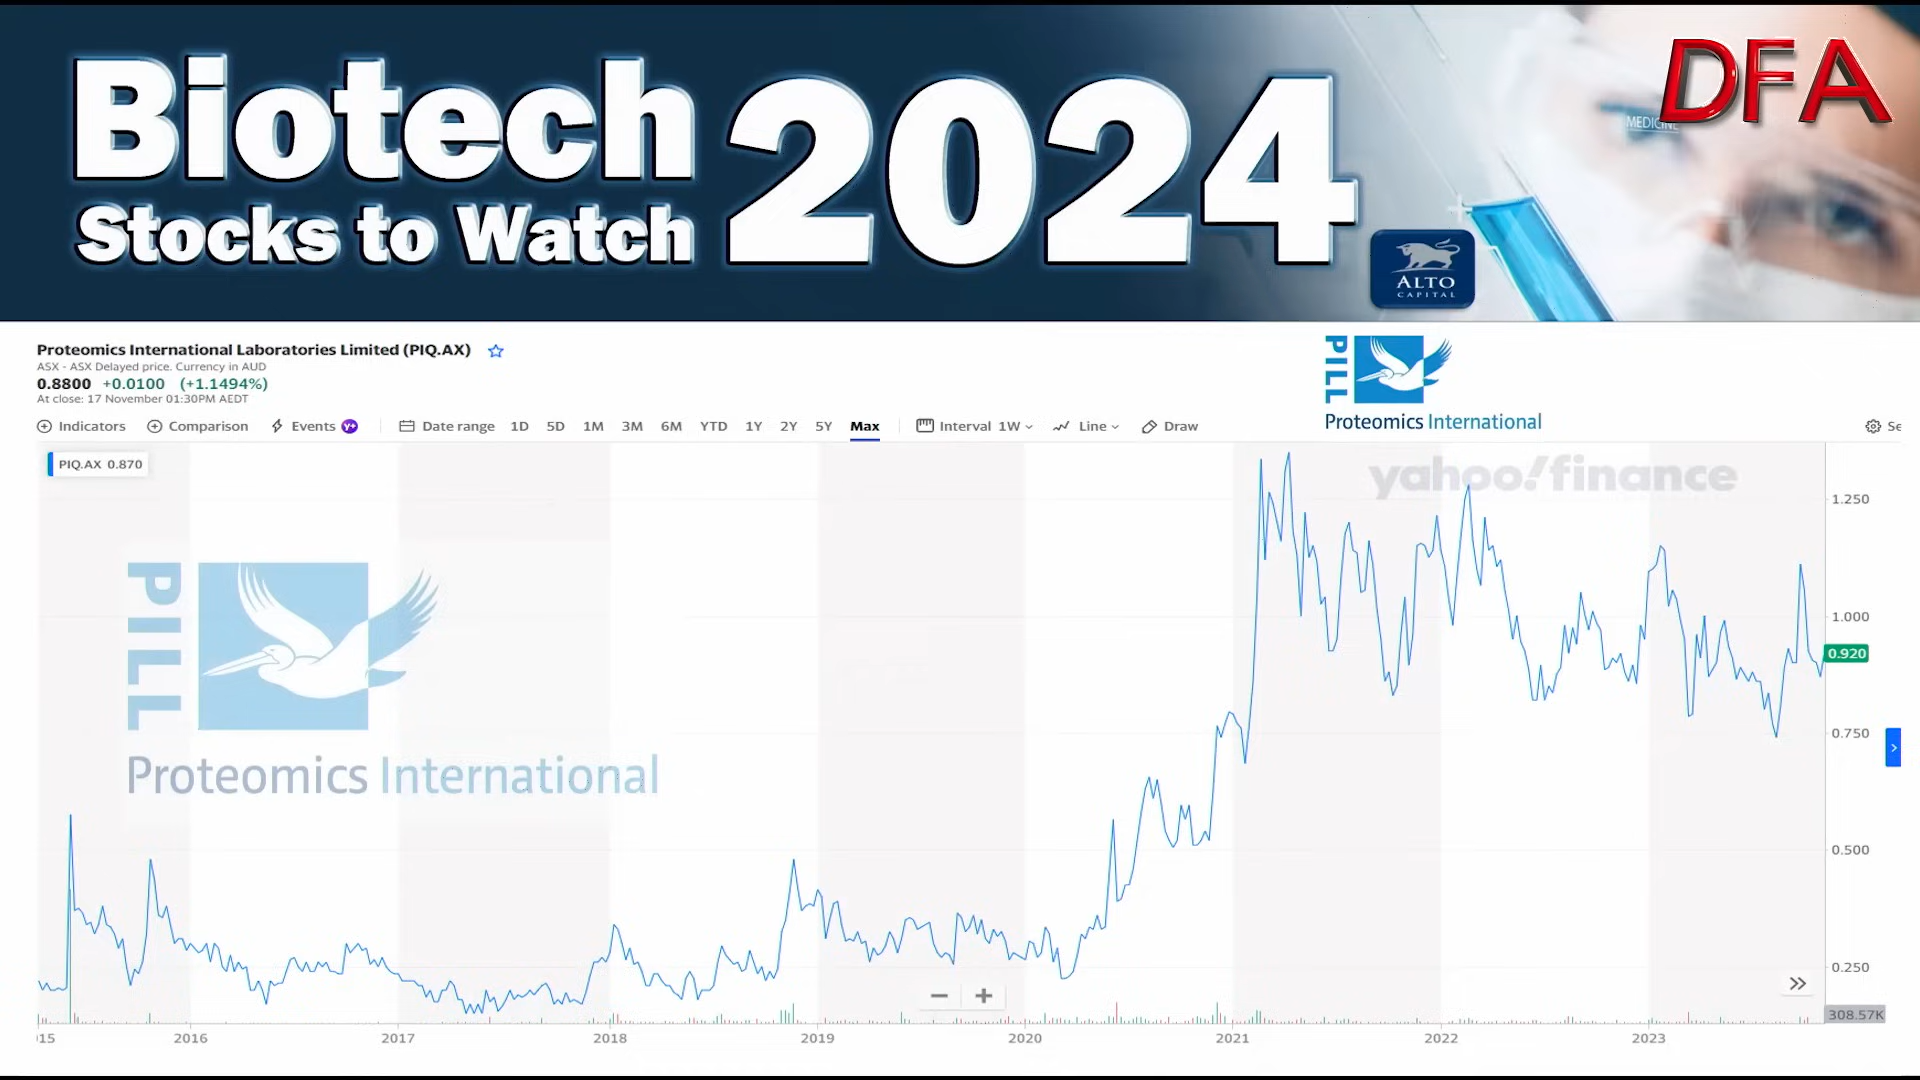 Biotech
Stocks to Watch
2024
DFA
MEDICINE
ALTO
CAPITAL
Proteomics International Laboratories Limited (PIQ.AX)
ASX - ASX Delayed price. Currency in AUD
0.8800 +0.0100 (+1.1494%)
At close: 17 November 01:30PM AEDT
PILL
Proteomics International
Indicators Comparison Events Y+ Date range 1D 5D 1M 3M 6M YTD 1Y 2Y 5Y Max Interval 1W Line Draw Se
PIQ.AX 0.870
yahoo!finance
1.250
1.000
0.920
0.750
0.500
0.250
308.57K
PILL
Proteomics International
15 2016 2017 2018 2019 2020 2021 2022 2023